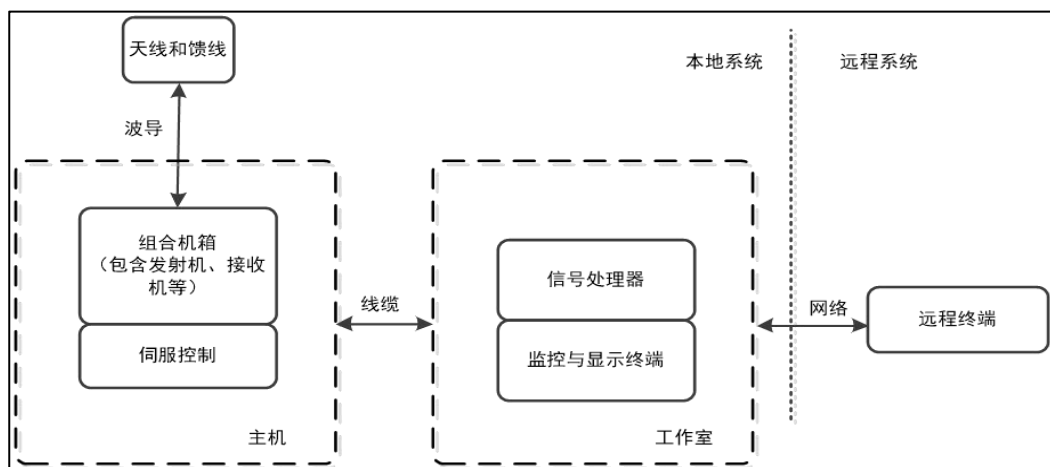 天线和馈线
本地系统
远程系统
波导
组合机箱
（包含发射机、接收
机等）
伺服控制
主机
线缆
信号处理器
监控与显示终端
工作室
网络
远程终端